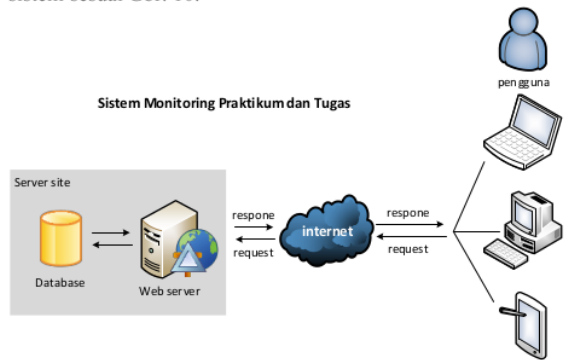 pengguna
Sistem Monitoring Praktikum dan Tugas
Server site
respone
internet
respone
request
request
Database
Web server